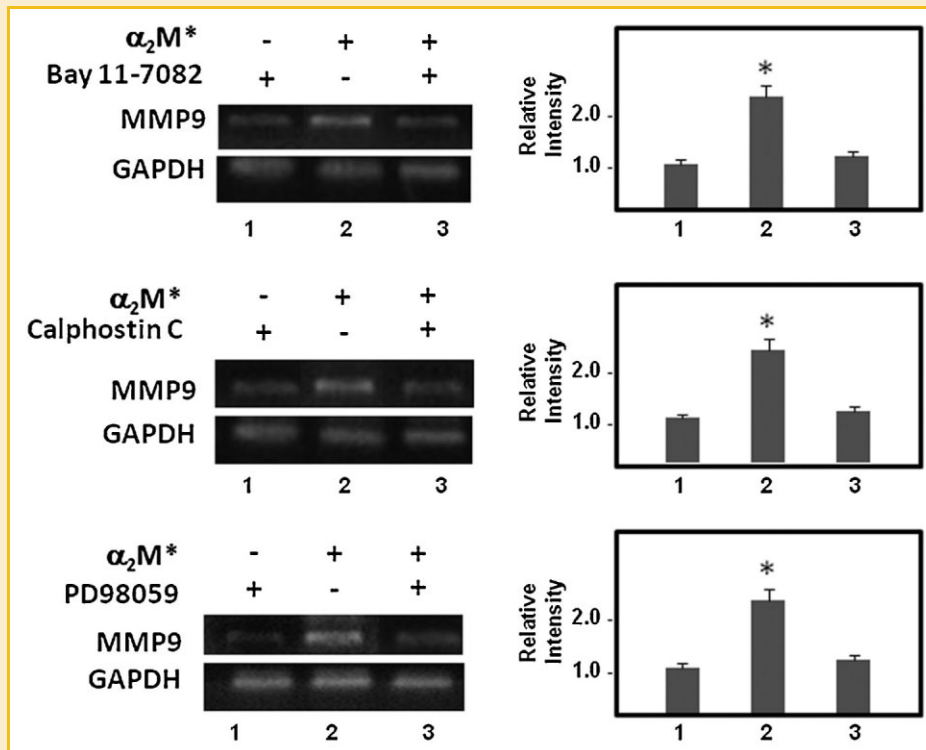 α₂M* - + +
Bay 11-7082 + - +
MMP9
GAPDH
1 2 3
Relative Intensity
2.0
1.0
*
1 2 3
α₂M* - + +
Calphostin C + - +
MMP9
GAPDH
1 2 3
Relative Intensity
2.0
1.0
*
1 2 3
α₂M* - + +
PD98059 + - +
MMP9
GAPDH
1 2 3
Relative Intensity
2.0
1.0
*
1 2 3